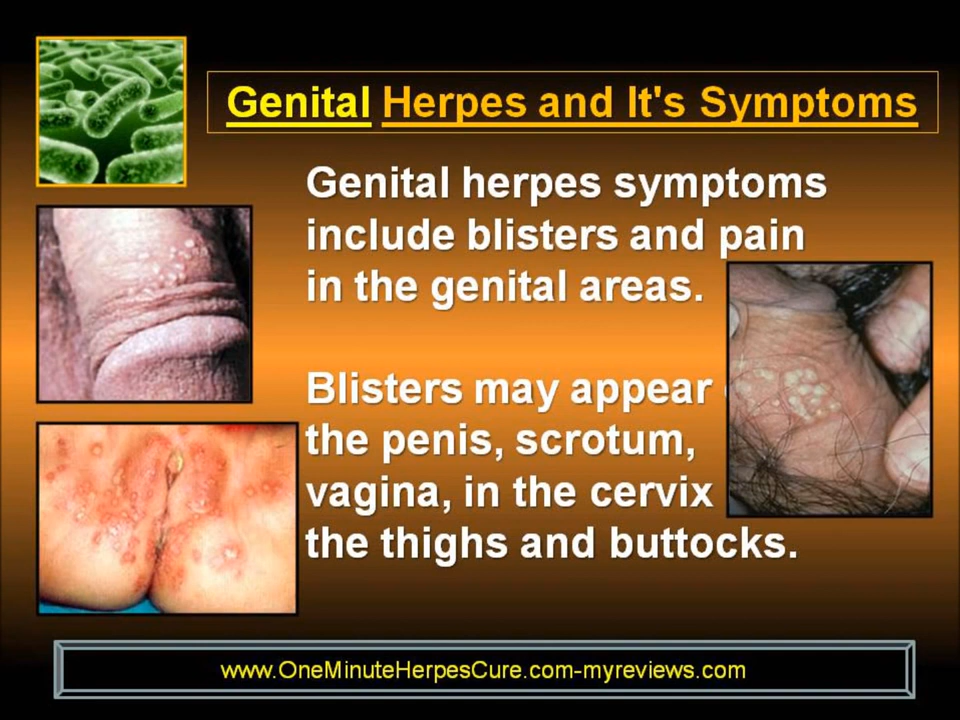 Genital Herpes and It's Symptoms
Genital herpes symptoms
include blisters and pain
in the genital areas.
Blisters may appear
the penis, scrotum,
vagina, in the cervix
the thighs and buttocks.
www.OneMinuteHerpesCure.com-myreviews.com